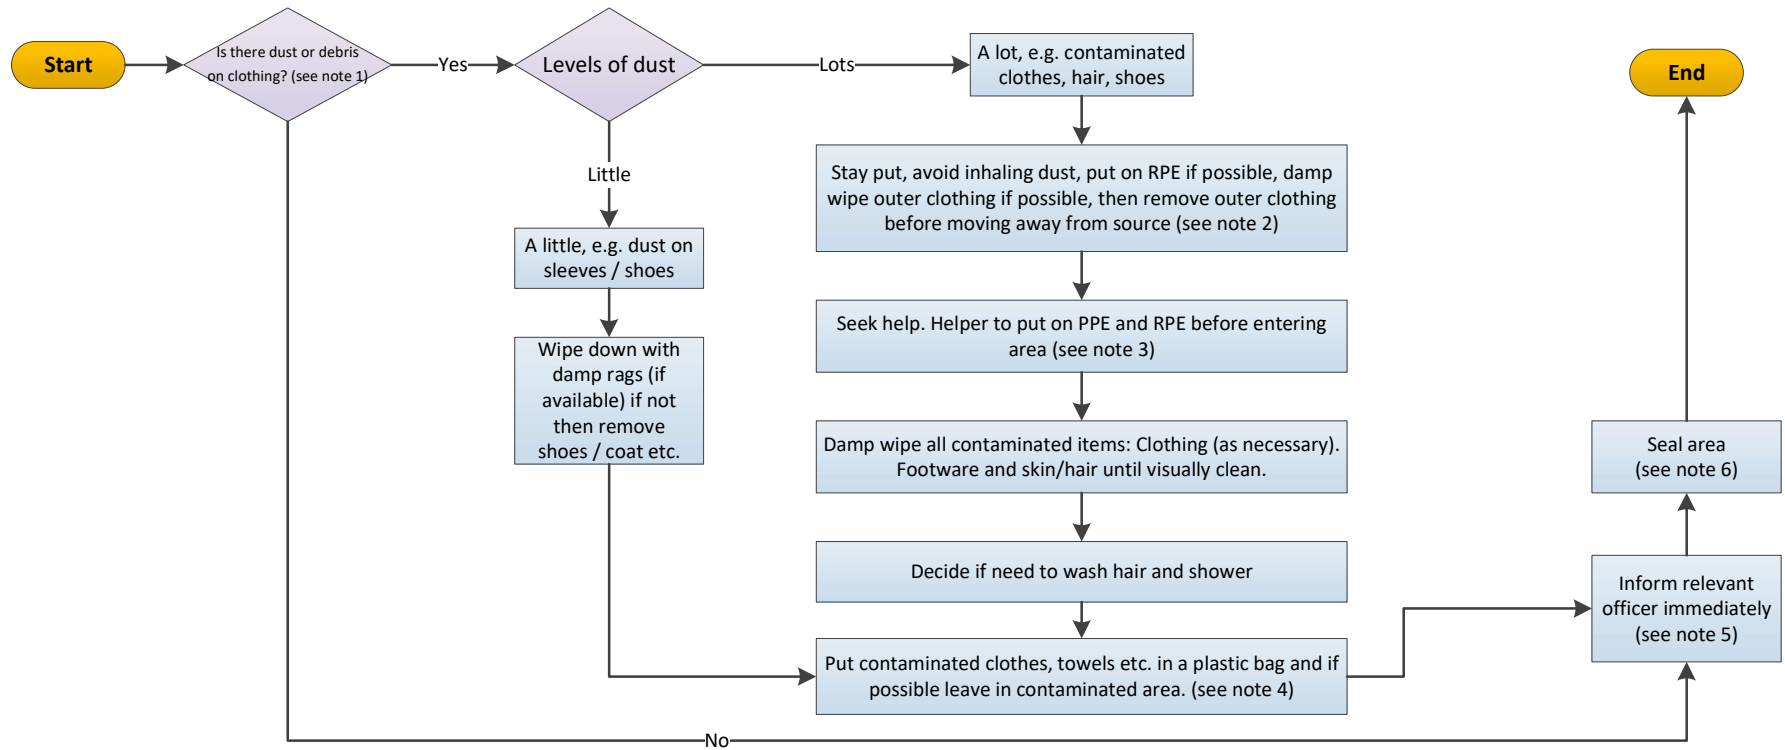 Start
Is there dust or debris
on clothing? (see note 1)
Yes
Levels of dust
Lots
A lot, e.g. contaminated
clothes, hair, shoes
End
Little
A little, e.g. dust on
sleeves / shoes
Wipe down with
damp rags (if
available) if not
then remove
shoes / coat etc.
Stay put, avoid inhaling dust, put on RPE if possible, damp
wipe outer clothing if possible, then remove outer clothing
before moving away from source (see note 2)
Seek help. Helper to put on PPE and RPE before entering
area (see note 3)
Damp wipe all contaminated items: Clothing (as necessary).
Footware and skin/hair until visually clean.
Decide if need to wash hair and shower
Put contaminated clothes, towels etc. in a plastic bag and if
possible leave in contaminated area. (see note 4)
Seal area
(see note 6)
Inform relevant
officer immediately
(see note 5)
No